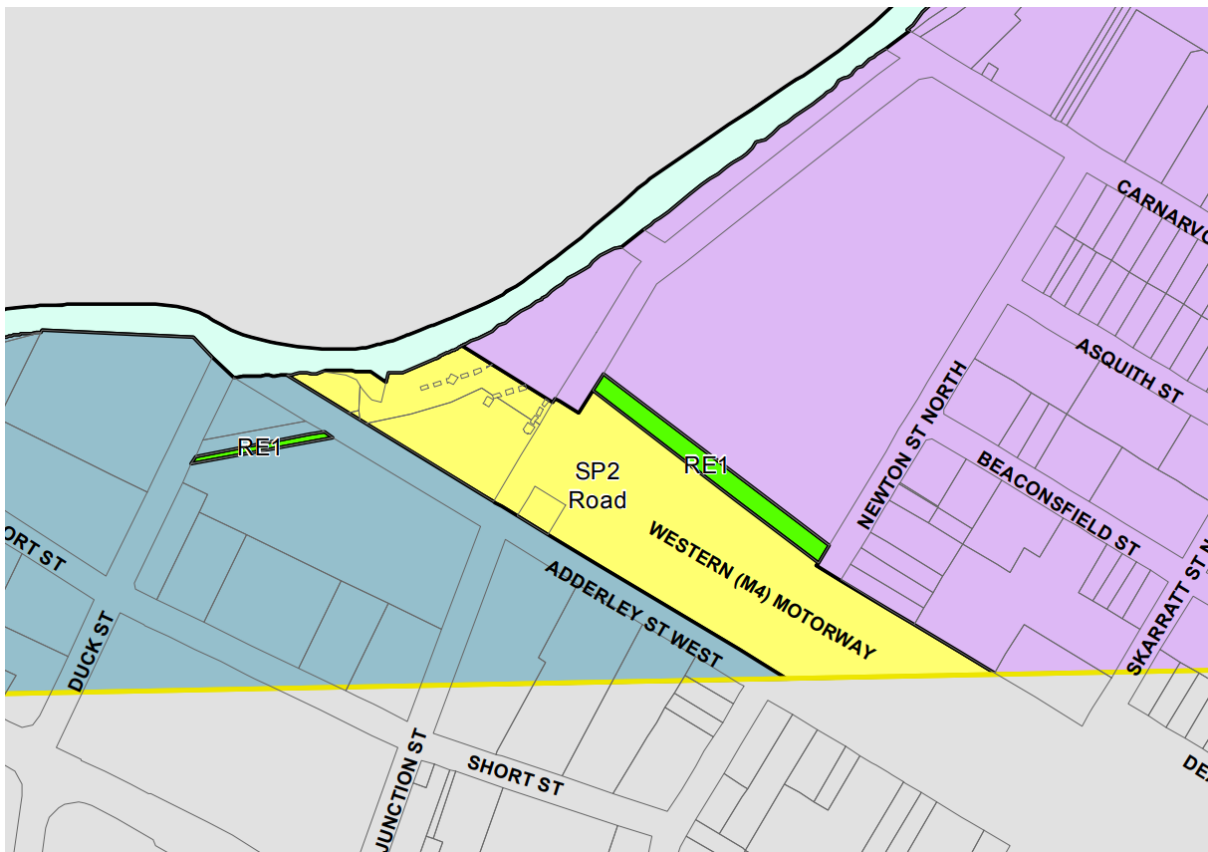 CARNARVO
ASQUITH ST
NEWTON ST NORTH
RE1
RE1
SP2
Road
BEACONSFIELD ST
WESTERN (M4) MOTORWAY
ORT ST
ADDERLEY ST WEST
SKARRATT ST N
DUCK ST
JUNCTION ST
SHORT ST
DE